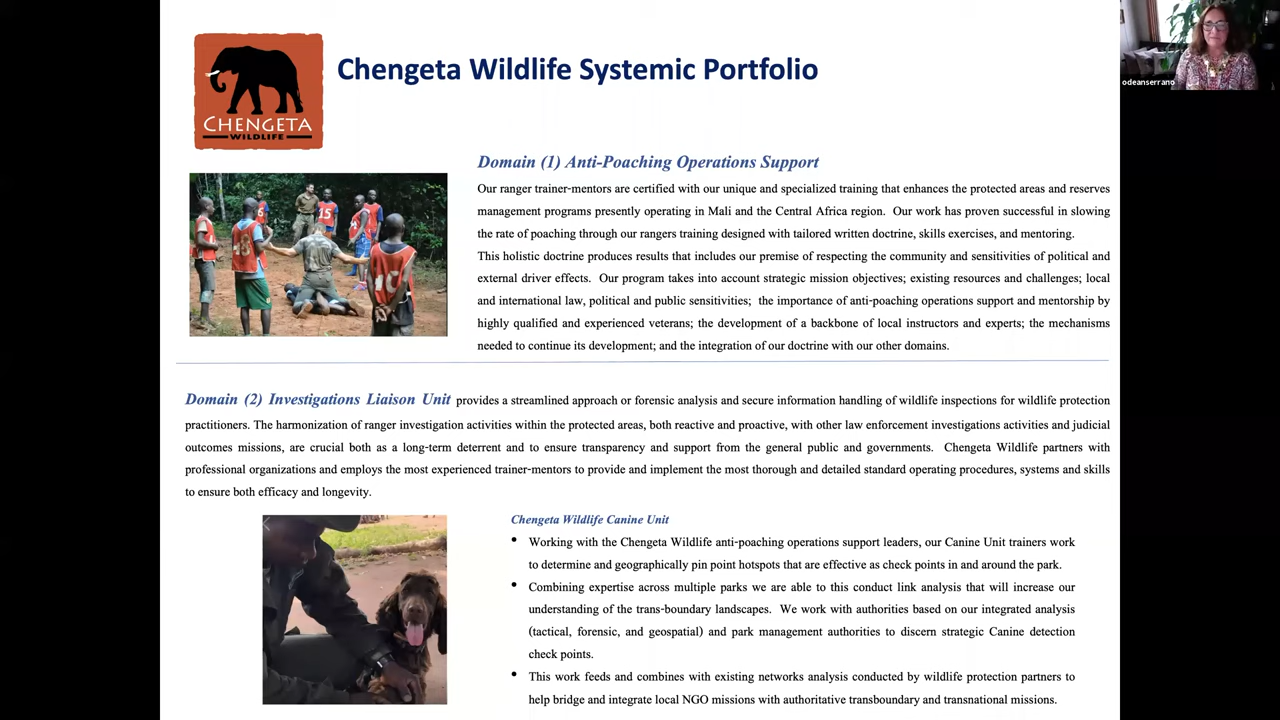 Chengeta Wildlife Systemic Portfolio
CHENGETA
WILDLIFE
odeanserrano
Domain (1) Anti-Poaching Operations Support
Our ranger trainer-mentors are certified with our unique and specialized training that enhances the protected areas and reserves
management programs presently operating in Mali and the Central Africa region. Our work has proven successful in slowing
the rate of poaching through our rangers training designed with tailored written doctrine, skills exercises, and mentoring.
This holistic doctrine produces results that includes our premise of respecting the community and sensitivities of political and
external driver effects. Our program takes into account strategic mission objectives; existing resources and challenges; local
and international law, political and public sensitivities; the importance of anti-poaching operations support and mentorship by
highly qualified and experienced veterans; the development of a backbone of local instructors and experts; the mechanisms
needed to continue its development; and the integration of our doctrine with our other domains.
15
Domain (2) Investigations Liaison Unit provides a streamlined approach or forensic analysis and secure information handling of wildlife inspections for wildlife protection
practitioners. The harmonization of ranger investigation activities within the protected areas, both reactive and proactive, with other law enforcement investigations activities and judicial
outcomes missions, are crucial both as a long-term deterrent and to ensure transparency and support from the general public and governments. Chengeta Wildlife partners with
professional organizations and employs the most experienced trainer-mentors to provide and implement the most thorough and detailed standard operating procedures, systems and skills
to ensure both efficacy and longevity.
Chengeta Wildlife Canine Unit
• Working with the Chengeta Wildlife anti-poaching operations support leaders, our Canine Unit trainers work
to determine and geographically pin point hotspots that are effective as check points in and around the park.
• Combining expertise across multiple parks we are able to this conduct link analysis that will increase our
understanding of the trans-boundary landscapes. We work with authorities based on our integrated analysis
(tactical, forensic, and geospatial) and park management authorities to discern strategic Canine detection
check points.
• This work feeds and combines with existing networks analysis conducted by wildlife protection partners to
help bridge and integrate local NGO missions with authoritative transboundary and transnational missions.